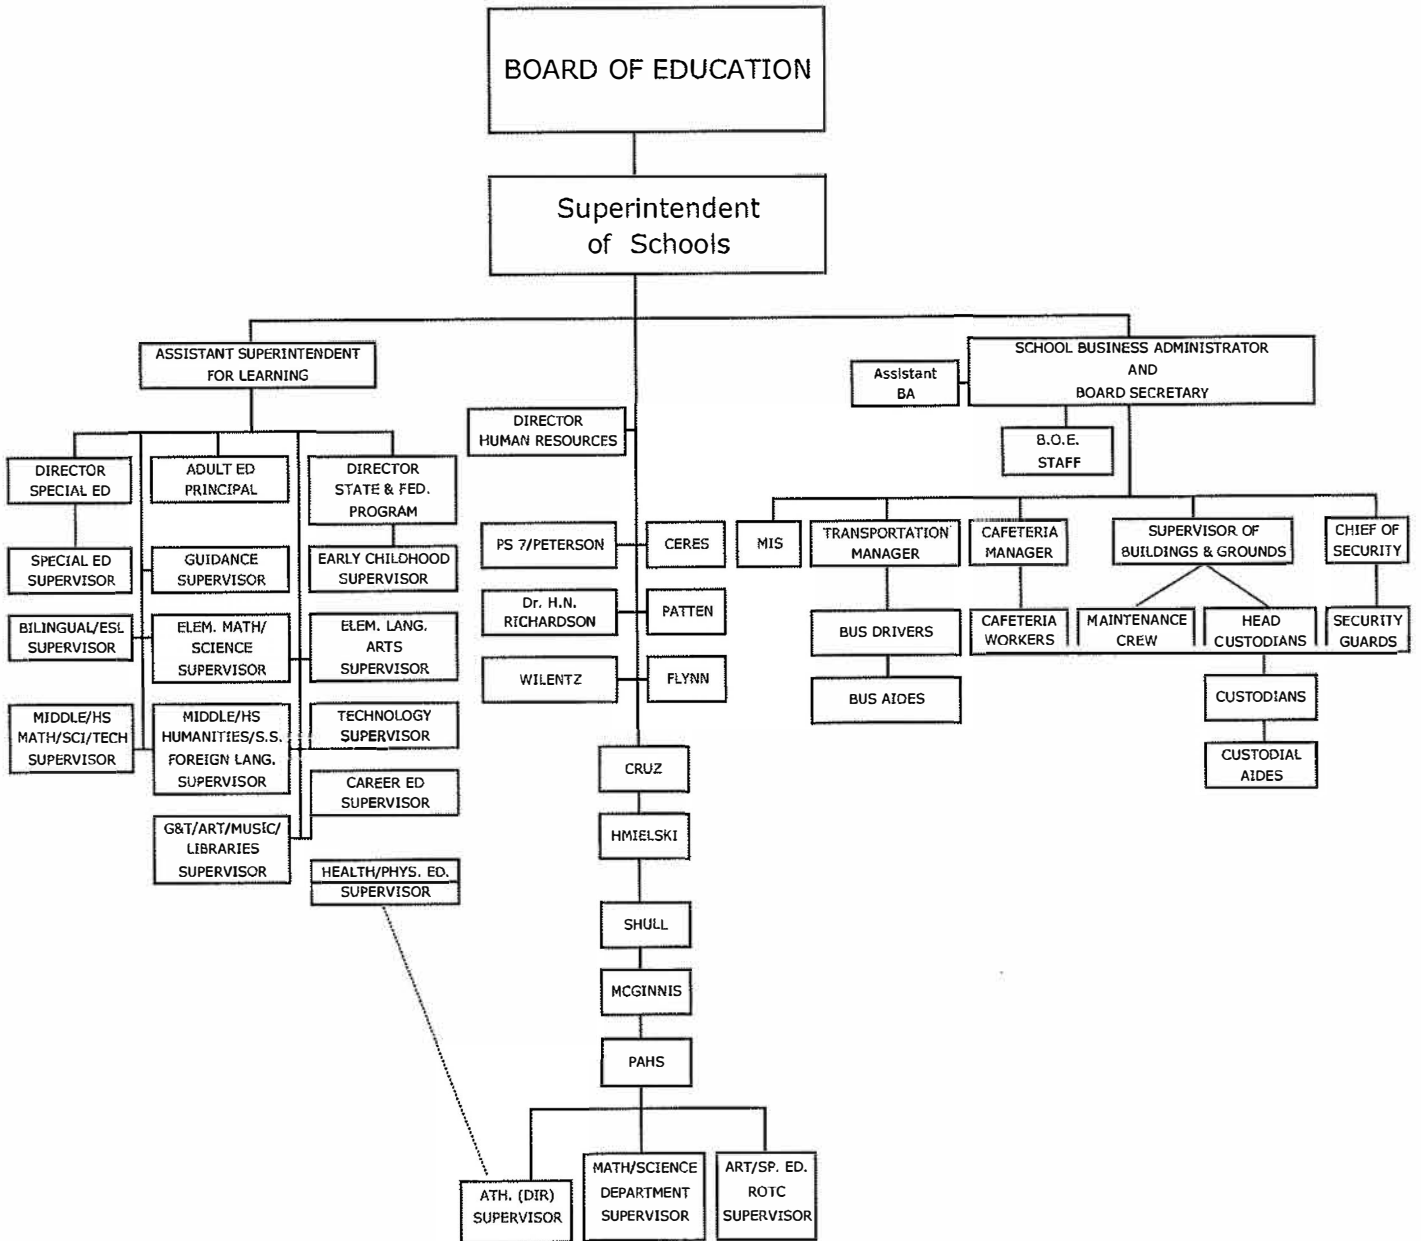 BOARD OF EDUCATION
Superintendent
of Schools
ASSISTANT SUPERINTENDENT
FOR LEARNING
SCHOOL BUSINESS ADMINISTRATOR
AND
BOARD SECRETARY
Assistant
BA
DIRECTOR
HUMAN RESOURCES
B.O.E.
STAFF
DIRECTOR
SPECIAL ED
ADULT ED
PRINCIPAL
DIRECTOR
STATE & FED.
PROGRAM
SPECIAL ED
SUPERVISOR
GUIDANCE
SUPERVISOR
EARLY CHILDHOOD
SUPERVISOR
BILINGUAL/ESL
SUPERVISOR
ELEM. MATH/
SCIENCE
SUPERVISOR
ELEM. LANG.
ARTS
SUPERVISOR
MIDDLE/HS
MATH/SCI/TECH
SUPERVISOR
MIDDLE/HS
HUMANITIES/S.S.
FOREIGN LANG.
SUPERVISOR
TECHNOLOGY
SUPERVISOR
CAREER ED
SUPERVISOR
G&T/ART/MUSIC/
LIBRARIES
SUPERVISOR
HEALTH/PHYS. ED.
SUPERVISOR
PS 7/PETERSON
CERES
Dr. H.N.
RICHARDSON
PATTEN
WILENTZ
FLYNN
CRUZ
HMIELSKI
SHULL
MCGINNIS
PAHS
ATH. (DIR)
SUPERVISOR
MATH/SCIENCE
DEPARTMENT
SUPERVISOR
ART/SP. ED.
ROTC
SUPERVISOR
MIS
TRANSPORTATION
MANAGER
CAFETERIA
MANAGER
SUPERVISOR OF
BUILDINGS & GROUNDS
CHIEF OF
SECURITY
BUS DRIVERS
CAFETERIA
WORKERS
MAINTENANCE
CREW
HEAD
CUSTODIANS
SECURITY
GUARDS
BUS AIDES
CUSTODIANS
CUSTODIAL
AIDES